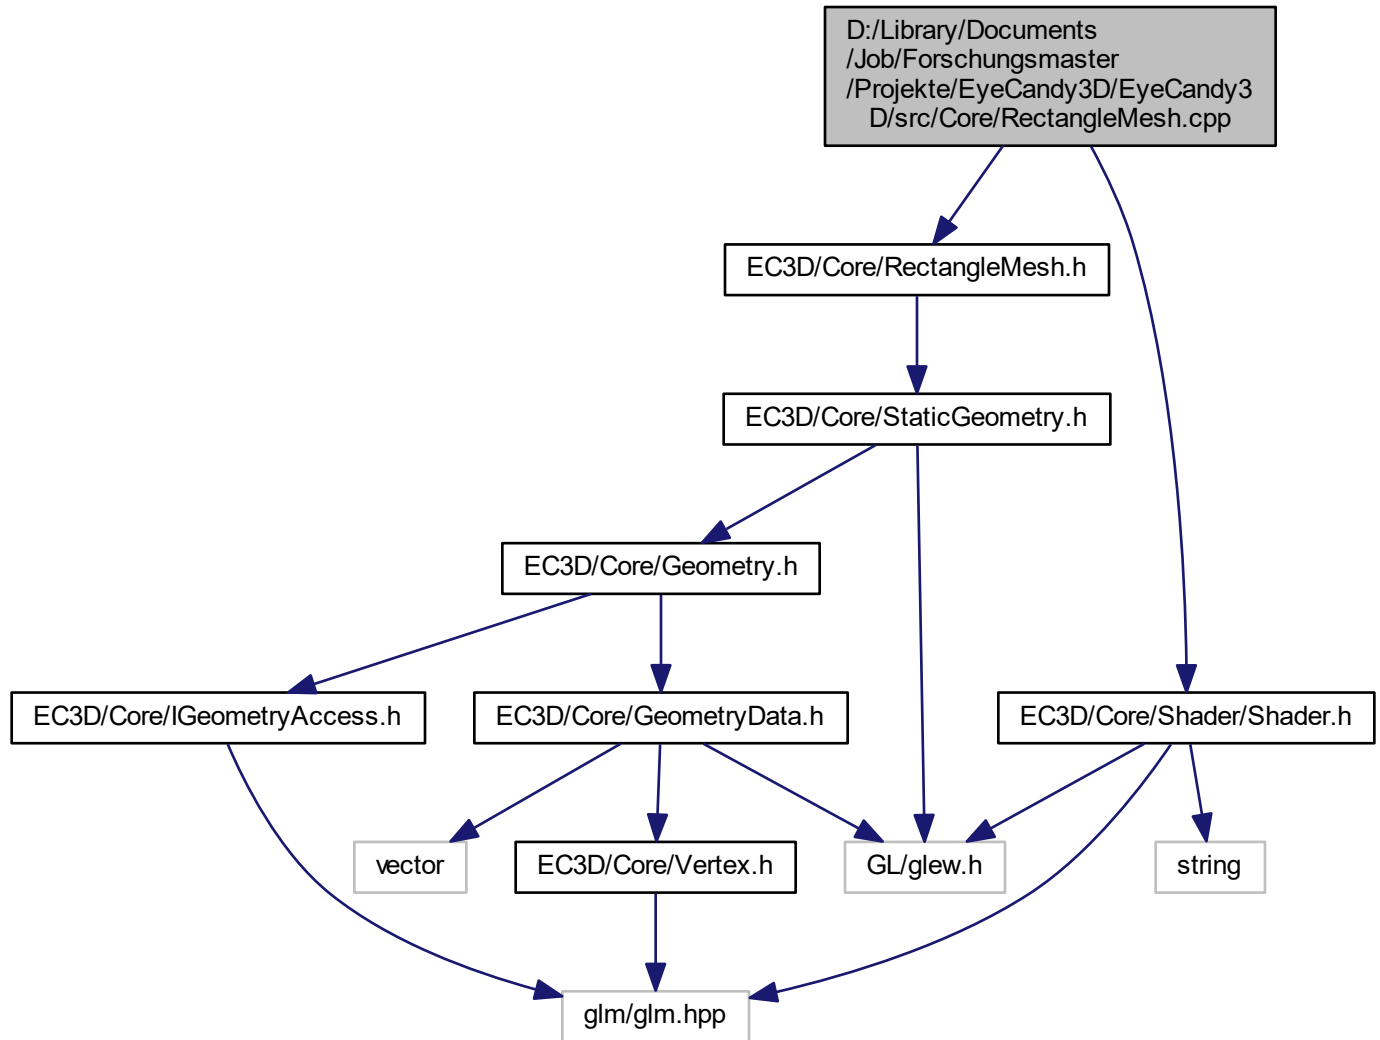 D:/Library/Documents
/Job/Forschungsmaster
/Projekte/EyeCandy3D/EyeCandy3
D/src/Core/RectangleMesh.cpp
EC3D/Core/RectangleMesh.h
EC3D/Core/StaticGeometry.h
EC3D/Core/Geometry.h
EC3D/Core/IGeometryAccess.h
EC3D/Core/GeometryData.h
EC3D/Core/Shader/Shader.h
vector
EC3D/Core/Vertex.h
GL/glew.h
string
glm/glm.hpp